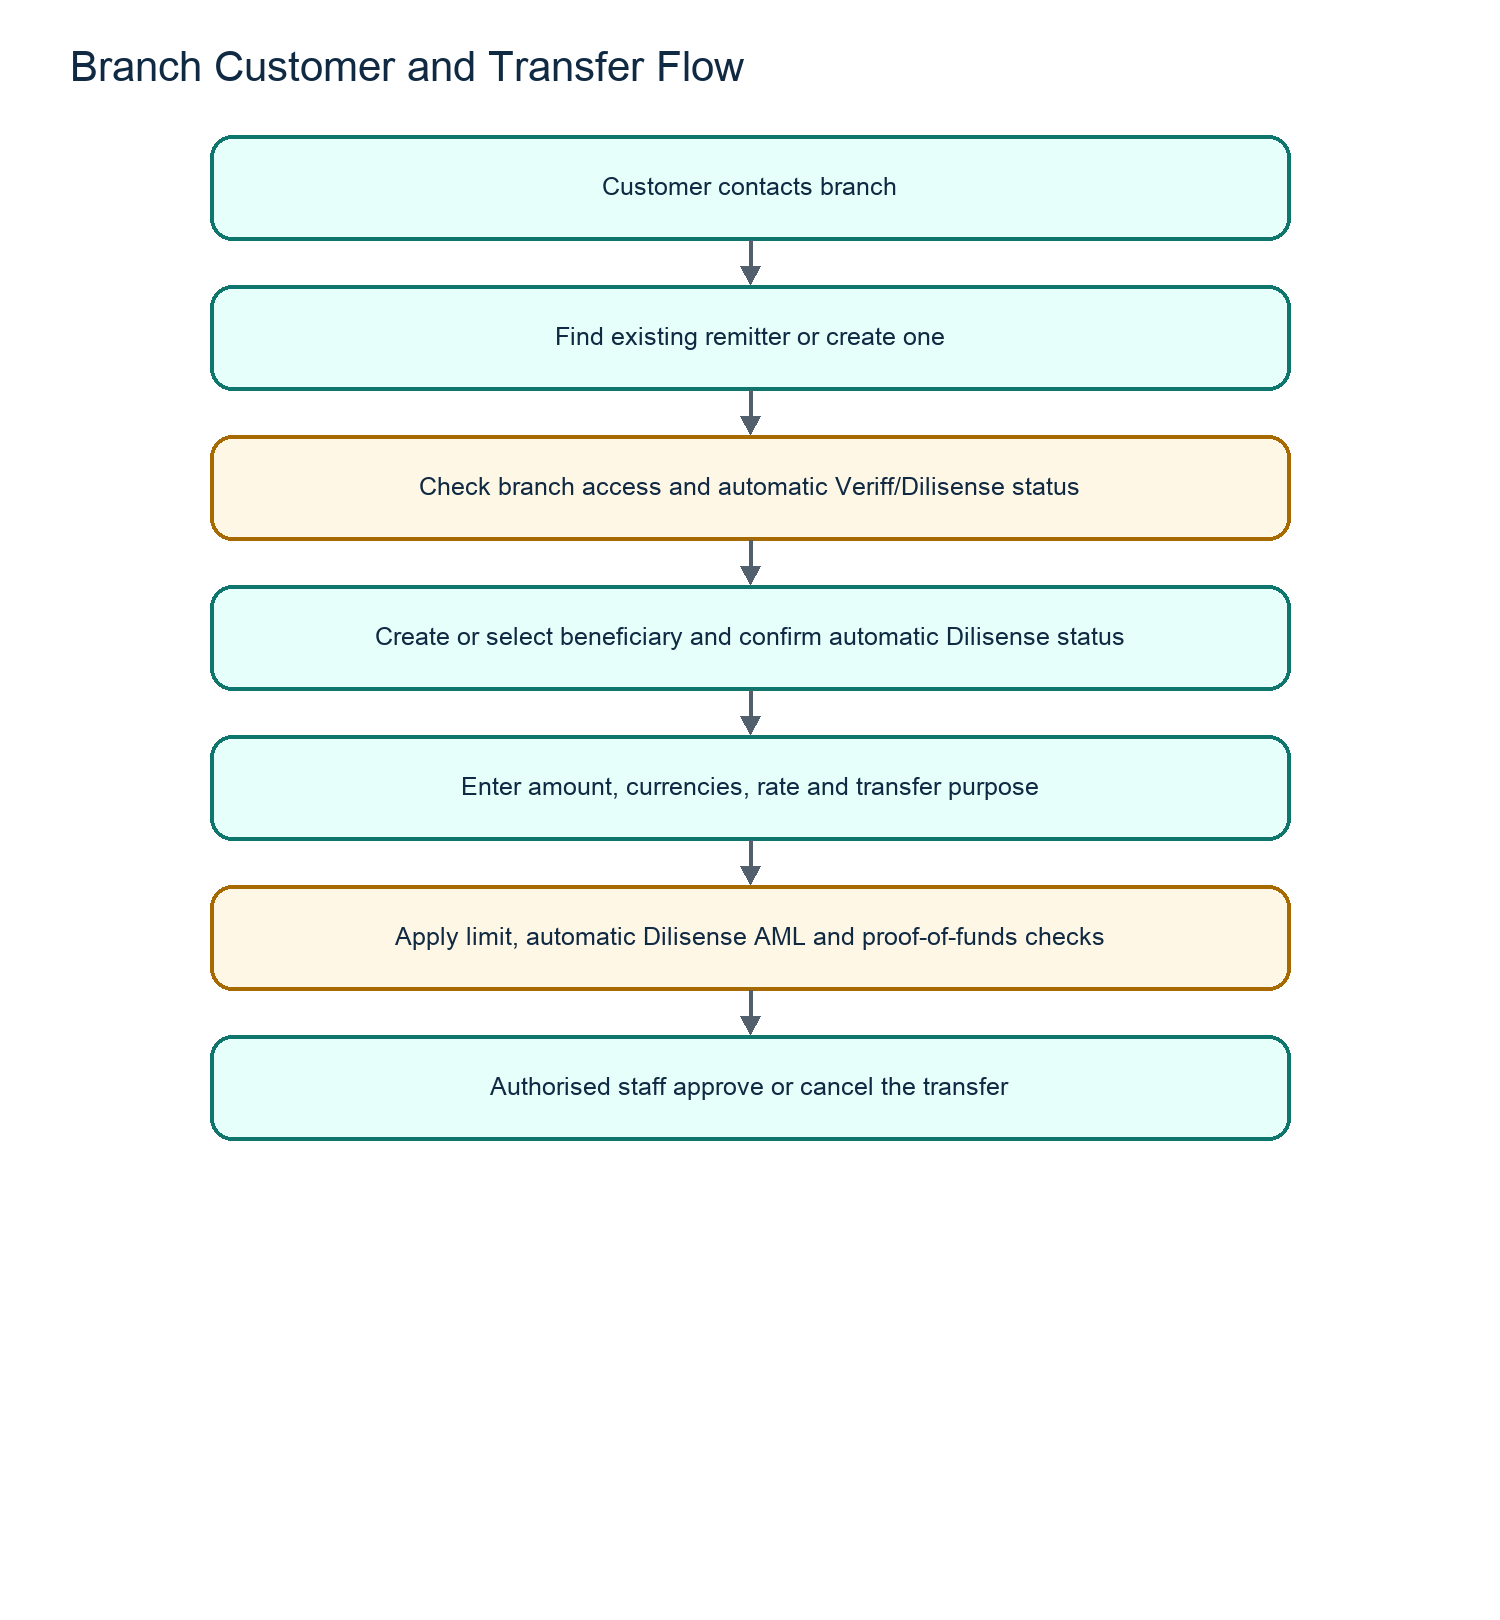 Branch Customer and Transfer Flow
Customer contacts branch
Find existing remitter or create one
Check branch access and automatic Veriff/Dilisense status
Create or select beneficiary and confirm automatic Dilisense status
Enter amount, currencies, rate and transfer purpose
Apply limit, automatic Dilisense AML and proof-of-funds checks
Authorised staff approve or cancel the transfer